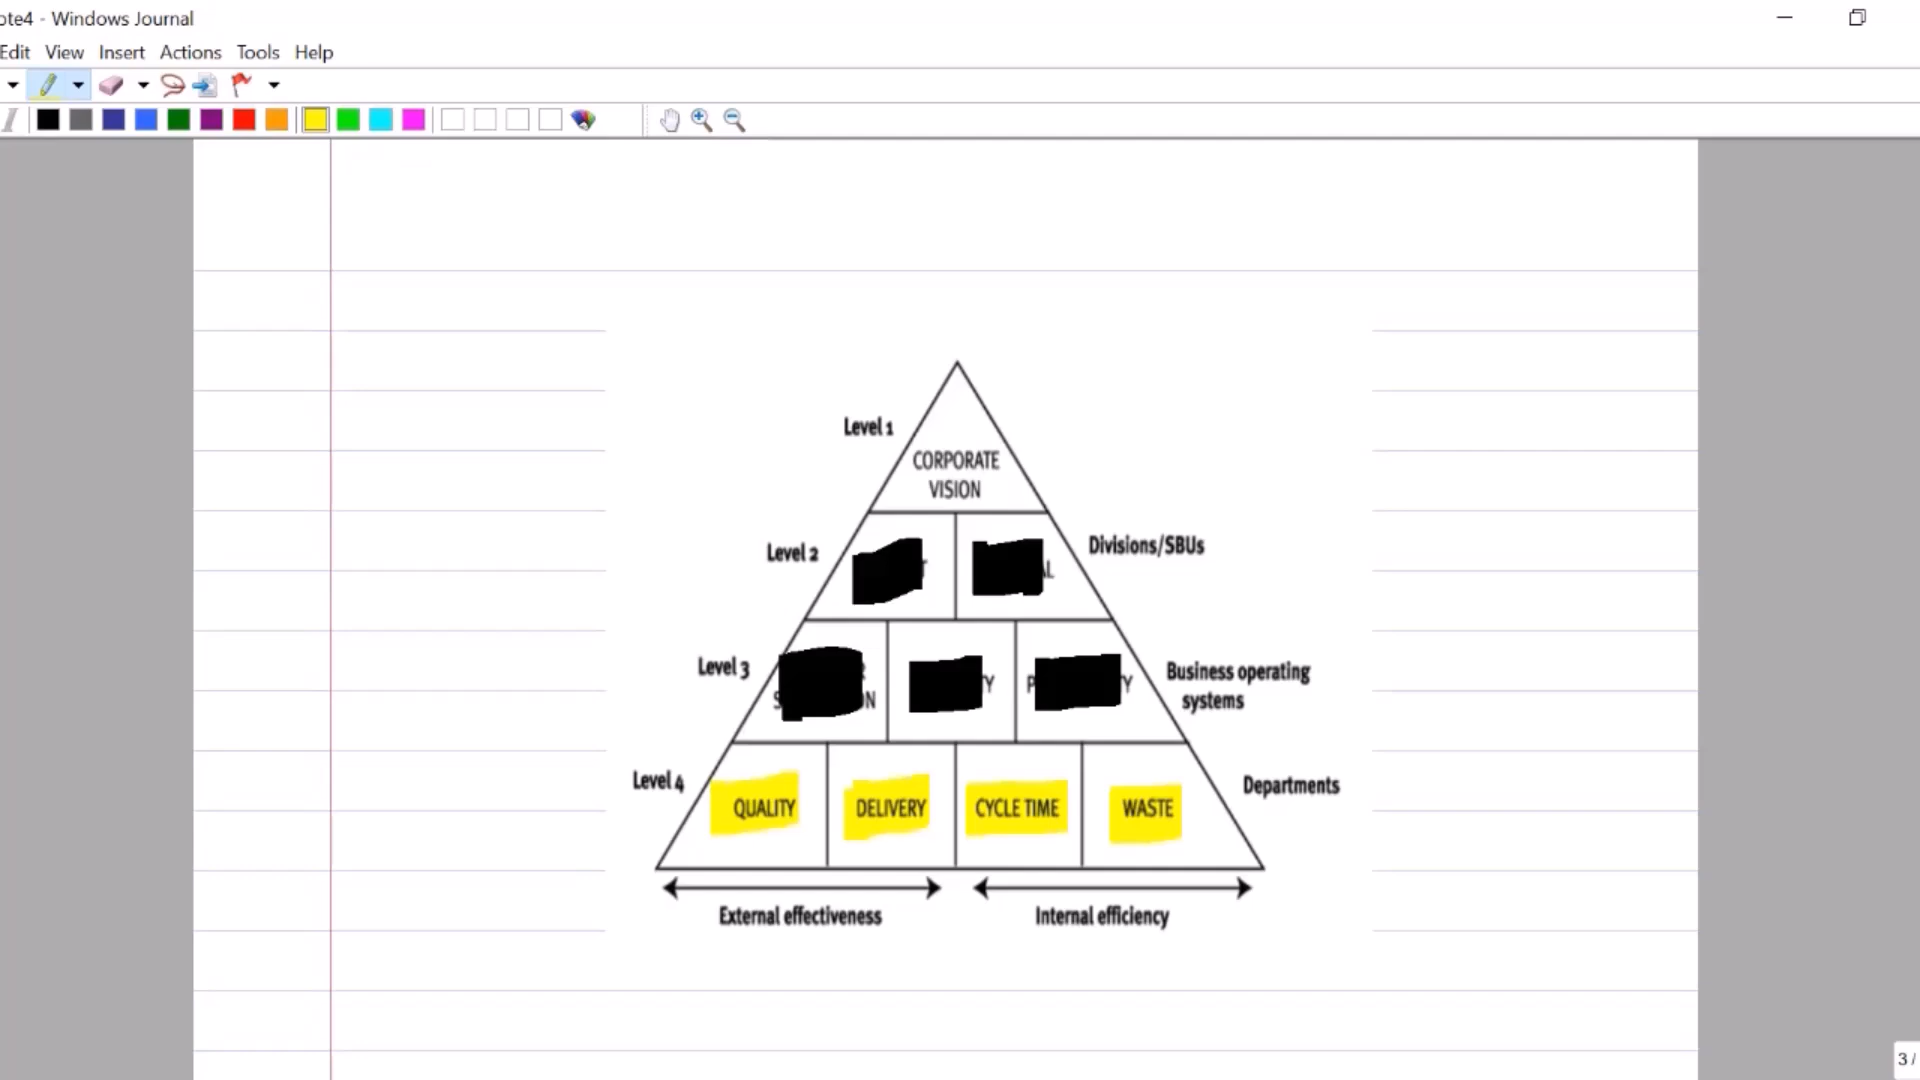 ote4 - Windows Journal
Edit View Insert Actions Tools Help
Level 1
CORPORATE
VISION
Level 2
Divisions/SBUs
Level 3
Business operating
systems
Level 4
QUALITY DELIVERY CYCLE TIME WASTE
Departments
External effectiveness Internal efficiency
3 /